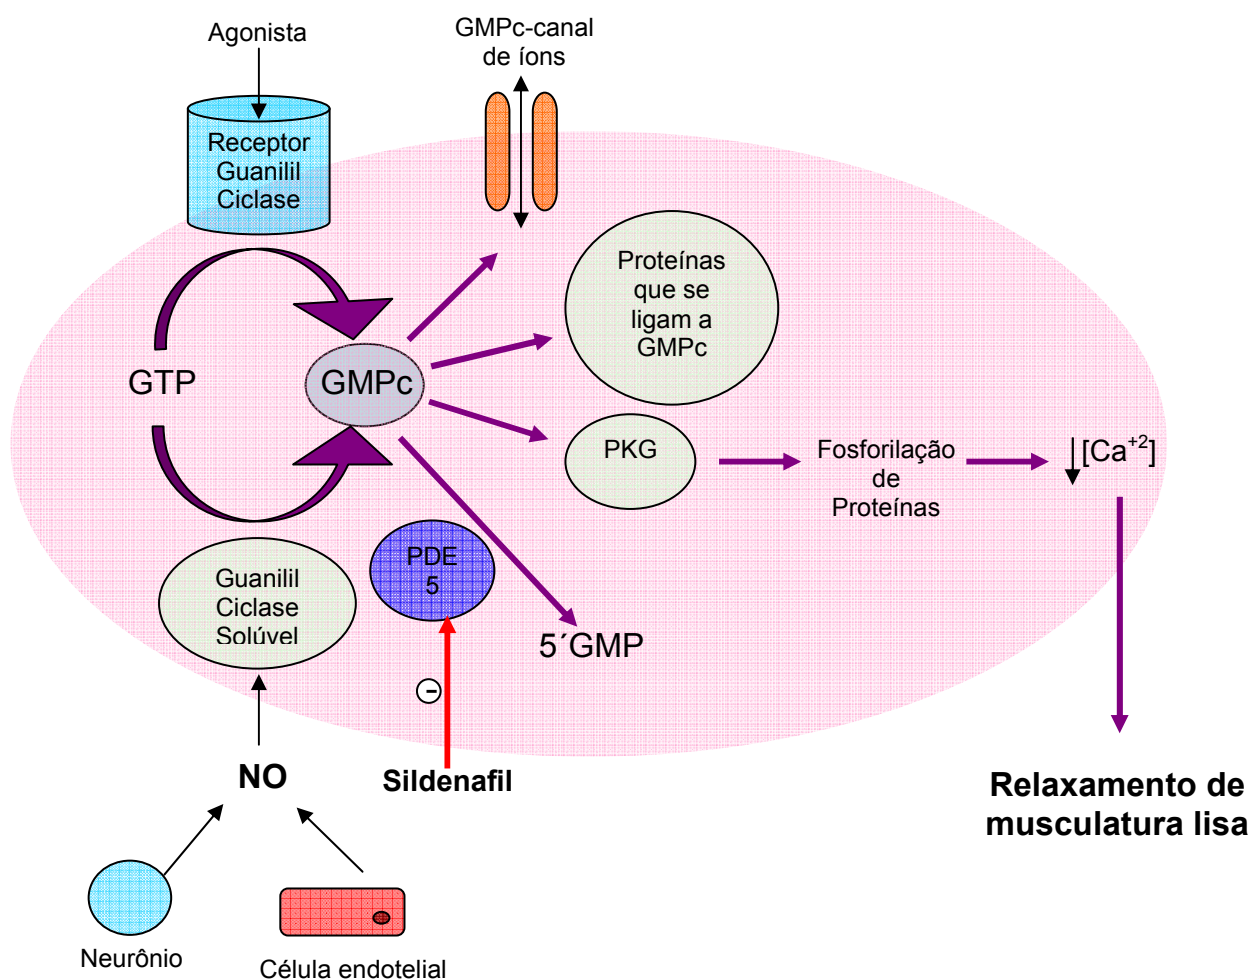 Agonista
GMPc-canal
de íons
Receptor
Guanilil
Ciclase
Proteínas
que se
ligam a
GMPc
GTP
GMPc
PKG
Fosforilação
de
Proteínas
[Ca⁺²]
PDE
5
Guanilil
Ciclase
Solúvel
5´GMP
-
NO
Sildenafil
Relaxamento de
musculatura lisa
Neurônio
Célula endotelial